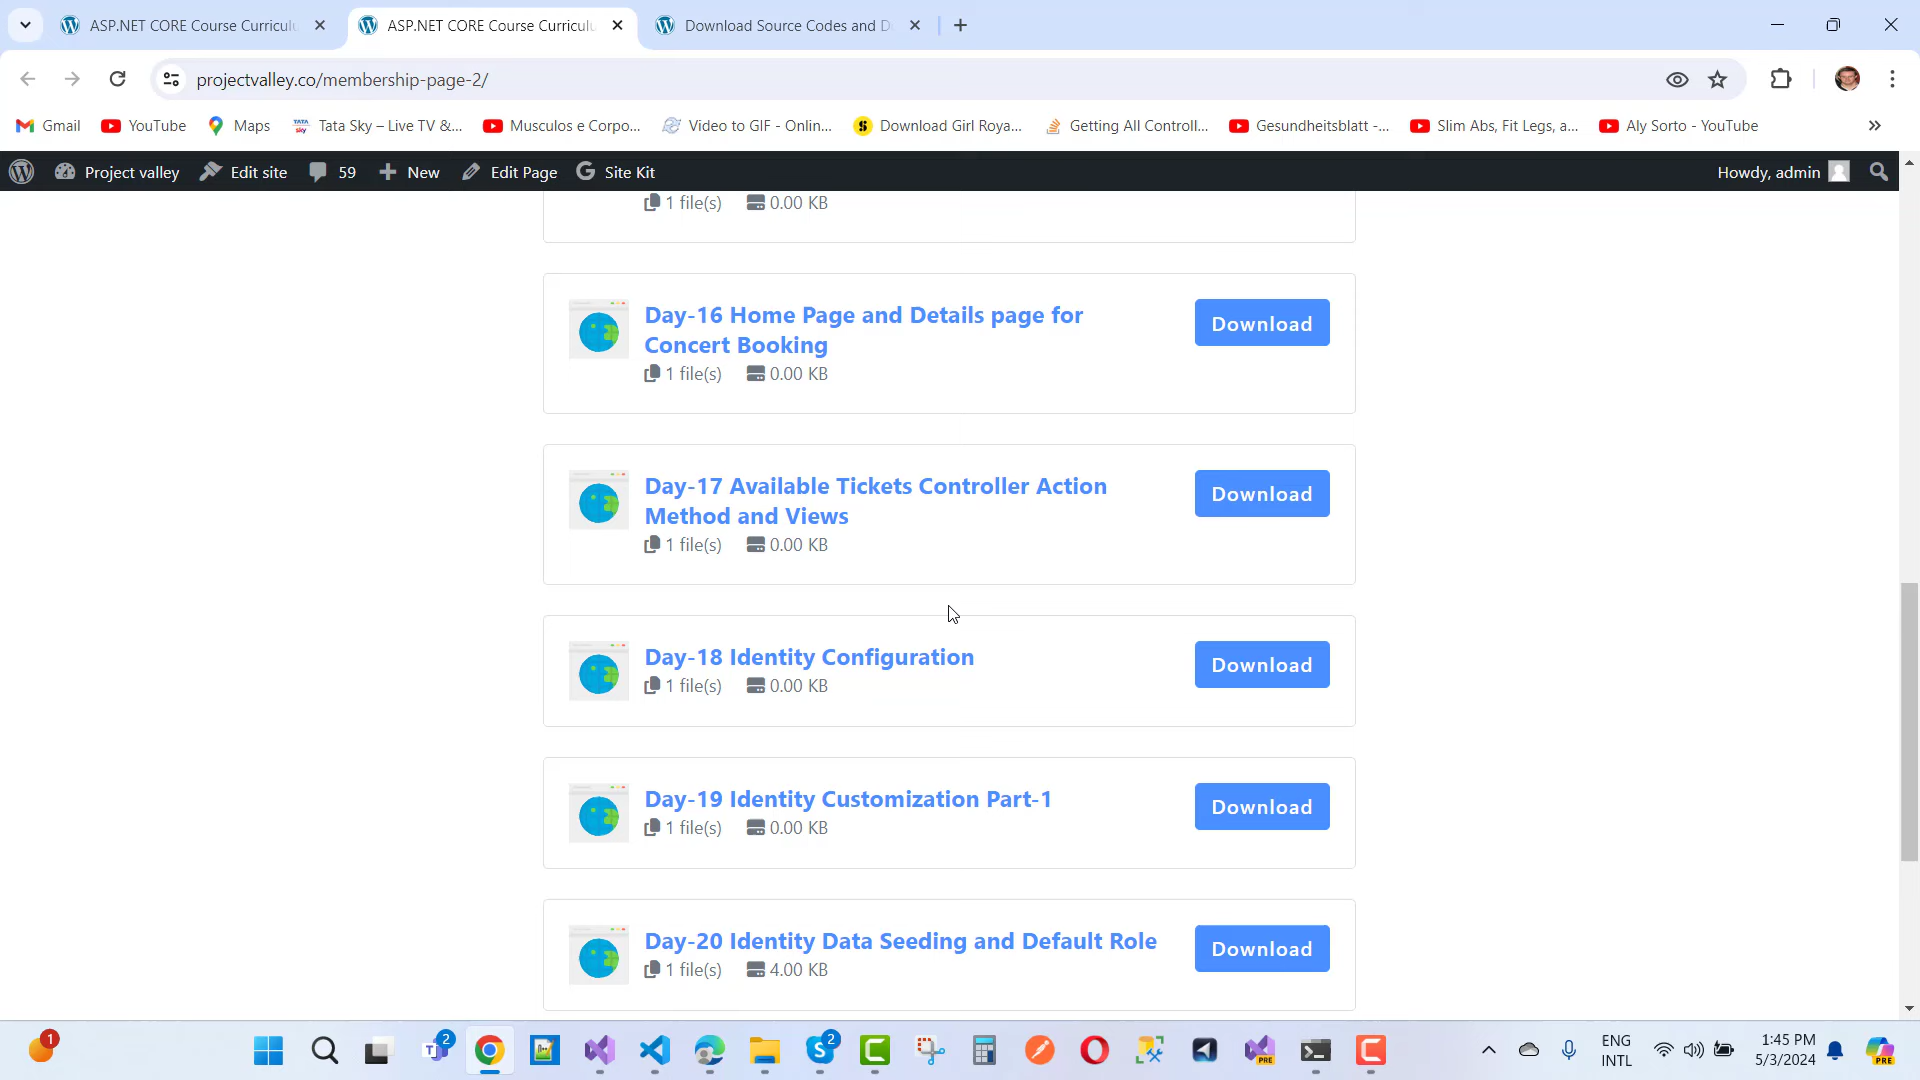 ASP.NET CORE Course Curricul
ASP.NET CORE Course Curricul
Download Source Codes and D
projectvalley.co/membership-page-2/
Gmail
YouTube
Maps
Tata Sky – Live TV &...
Musculos e Corpo...
Video to GIF - Onlin...
Download Girl Roya...
Getting All Controll...
Gesundheitsblatt -...
Slim Abs, Fit Legs, a...
Aly Sorto - YouTube
Project valley
Edit site
59
New
Edit Page
Site Kit
Howdy, admin
1 file(s) 0.00 KB
Day-16 Home Page and Details page for
Concert Booking
1 file(s) 0.00 KB
Download
Day-17 Available Tickets Controller Action
Method and Views
1 file(s) 0.00 KB
Download
Day-18 Identity Configuration
1 file(s) 0.00 KB
Download
Day-19 Identity Customization Part-1
1 file(s) 0.00 KB
Download
Day-20 Identity Data Seeding and Default Role
1 file(s) 4.00 KB
Download
1
2
2
PRE
ENG
INTL
1:45 PM
5/3/2024
PRE